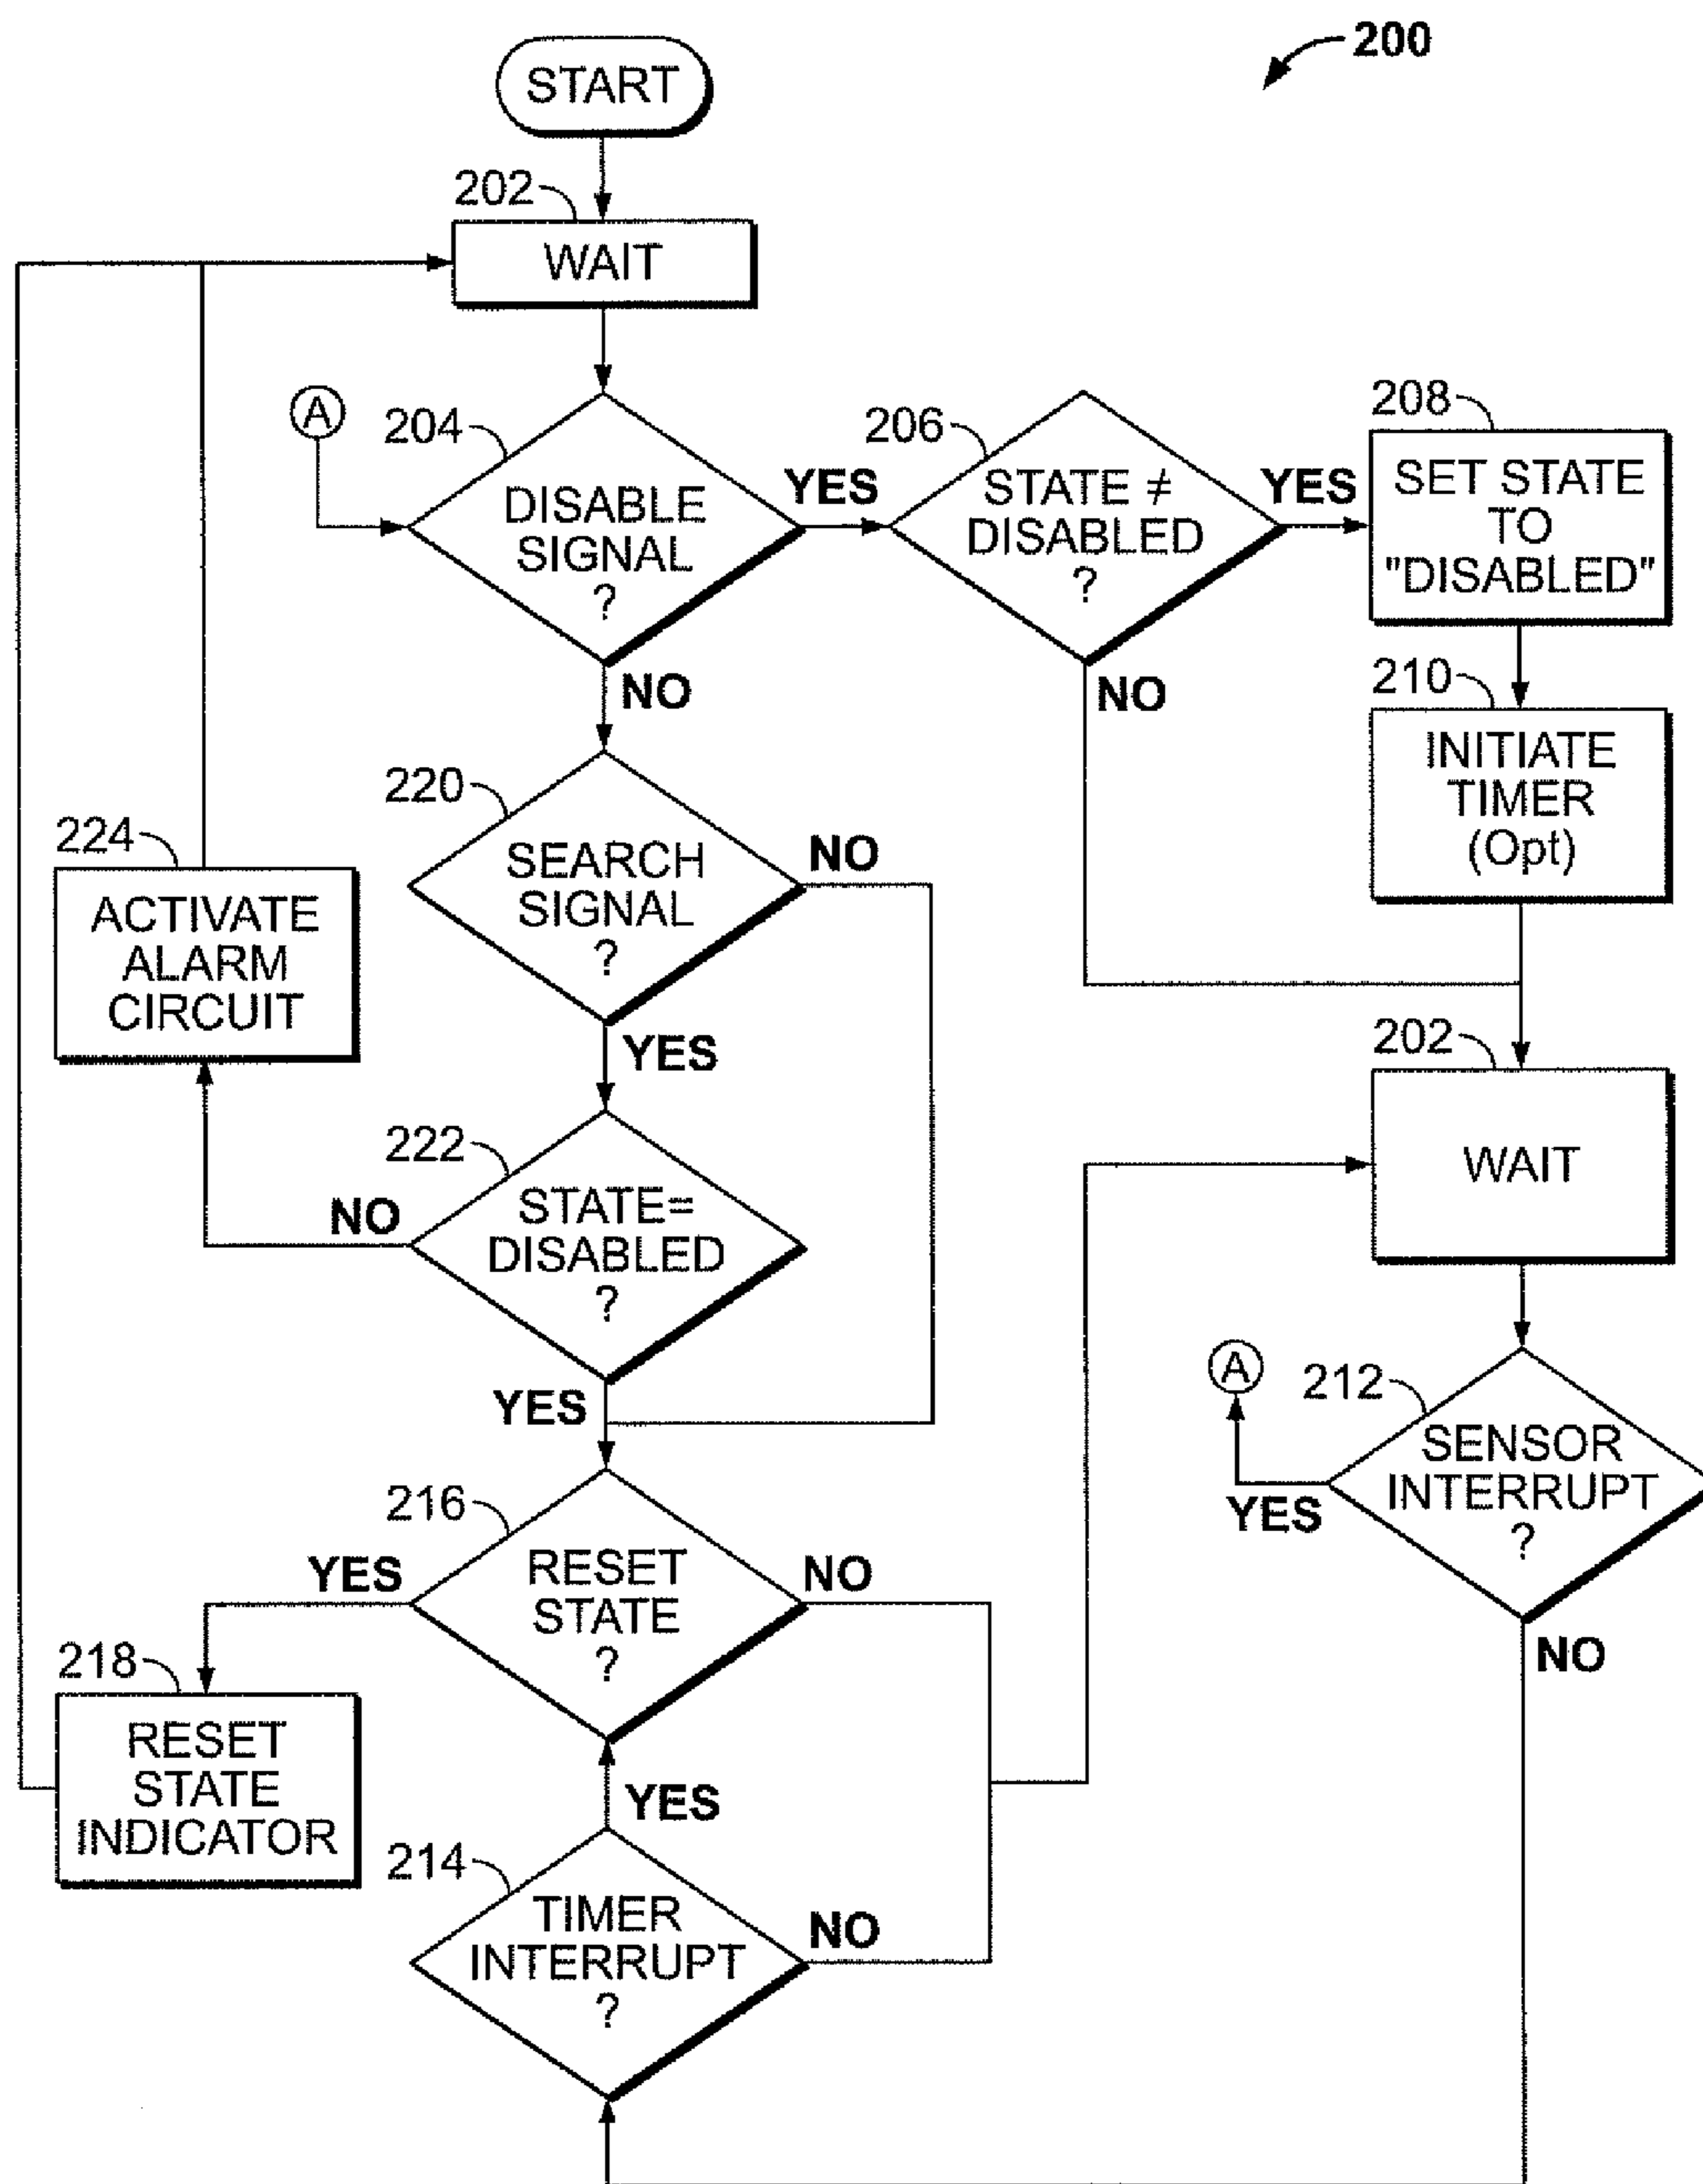 200
START
202
WAIT
A
204
DISABLE
SIGNAL
?
YES
NO
206
STATE ≠
DISABLED
?
YES
NO
208
SET STATE
TO
"DISABLED"
210
INITIATE
TIMER
(Opt)
220
SEARCH
SIGNAL
?
NO
YES
224
ACTIVATE
ALARM
CIRCUIT
222
STATE=
DISABLED
?
NO
YES
202
WAIT
A
212
SENSOR
INTERRUPT
?
YES
NO
216
RESET
STATE
?
YES
NO
218
RESET
STATE
INDICATOR
YES
214
TIMER
INTERRUPT
?
NO